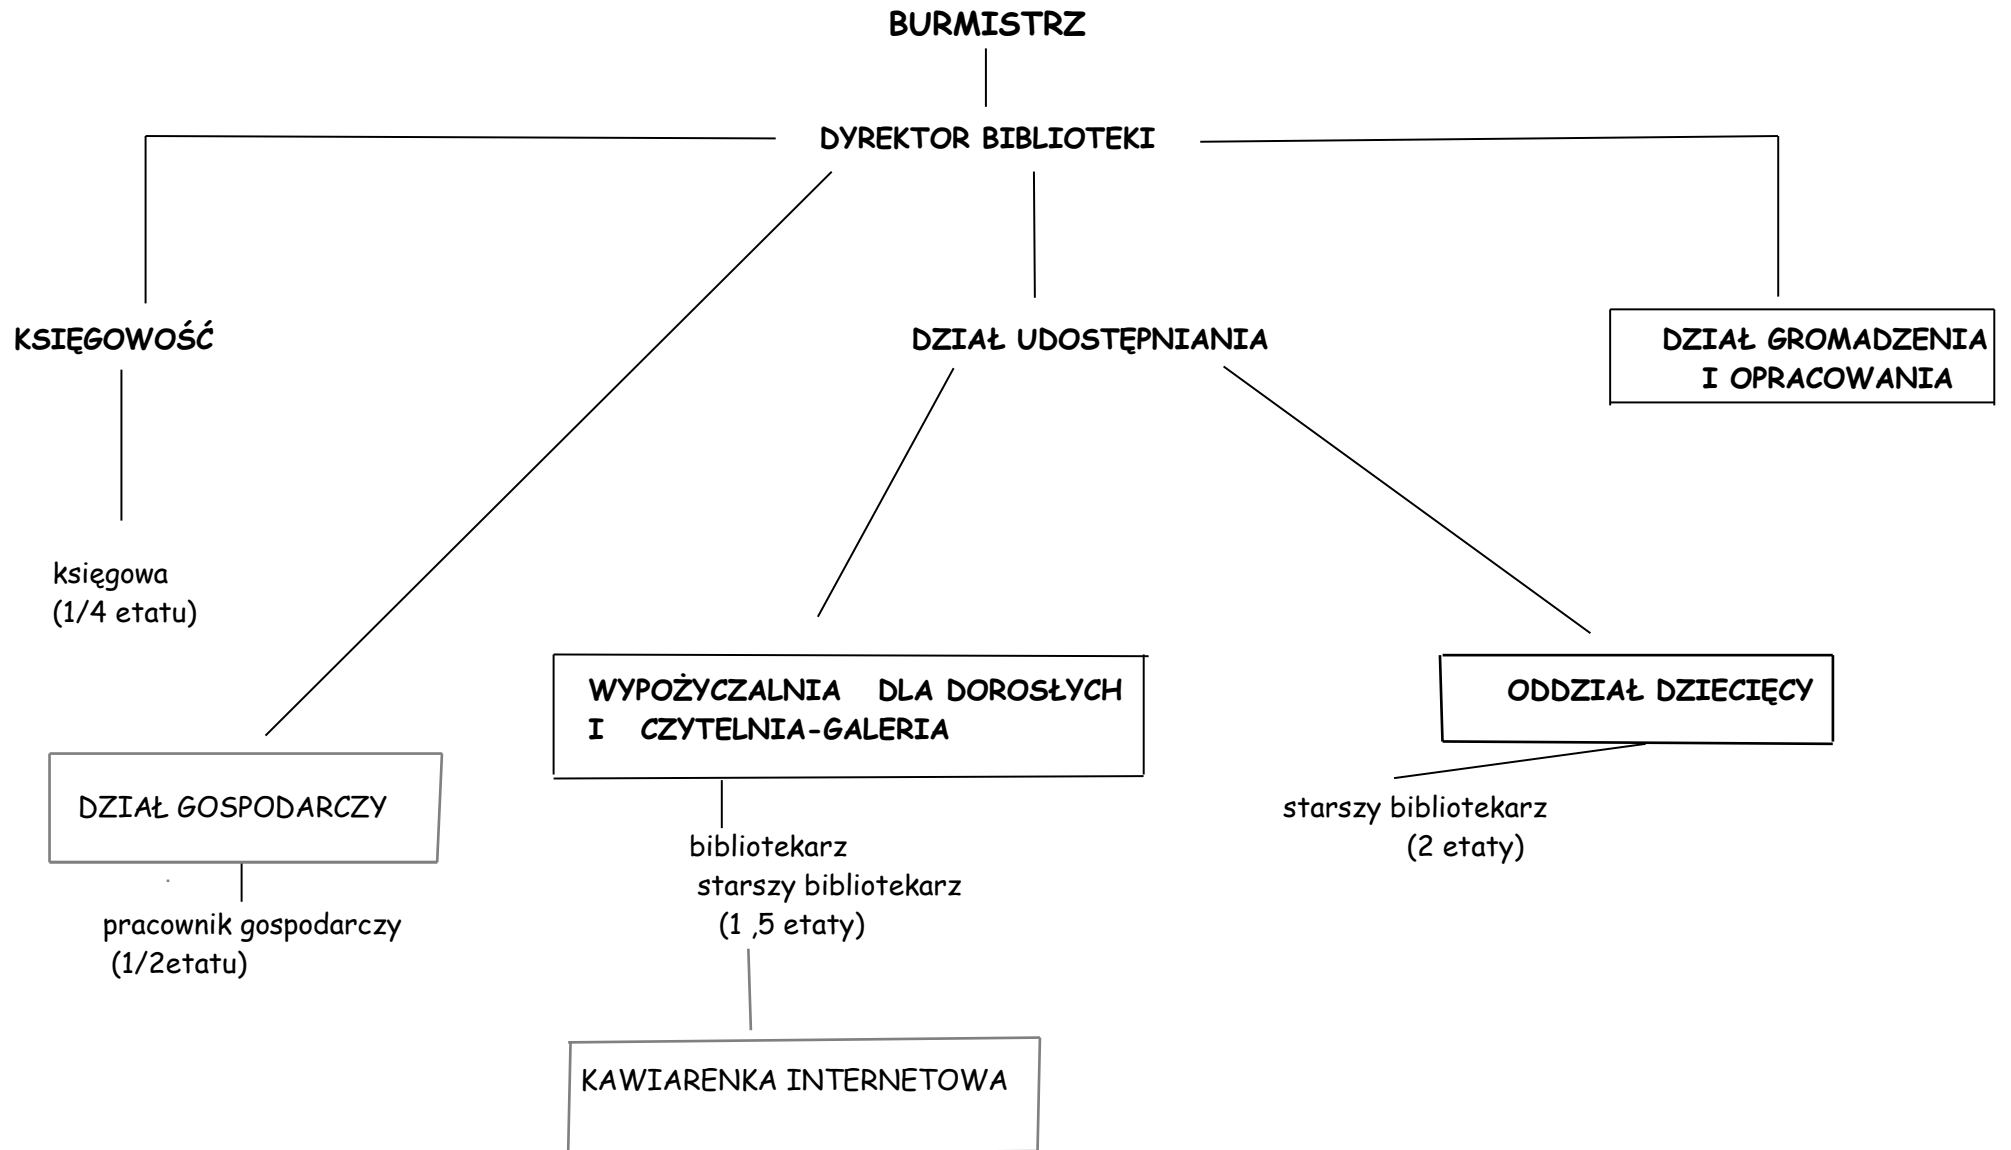 BURMISTRZ
DYREKTOR BIBLIOTEKI
KSIĘGOWOŚĆ
DZIAŁ UDOSTĘPNIANIA
DZIAŁ GROMADZENIA
I OPRACOWANIA
księgowa
(1/4 etatu)
WYPOŻYCZALNIA DLA DOROSŁYCH
I CZYTELNIA-GALERIA
ODDZIAŁ DZIECIĘCY
DZIAŁ GOSPODARCZY
starszy bibliotekarz
(2 etaty)
bibliotekarz
starszy bibliotekarz
(1 ,5 etaty)
pracownik gospodarczy
(1/2etatu)
KAWIARENKA INTERNETOWA